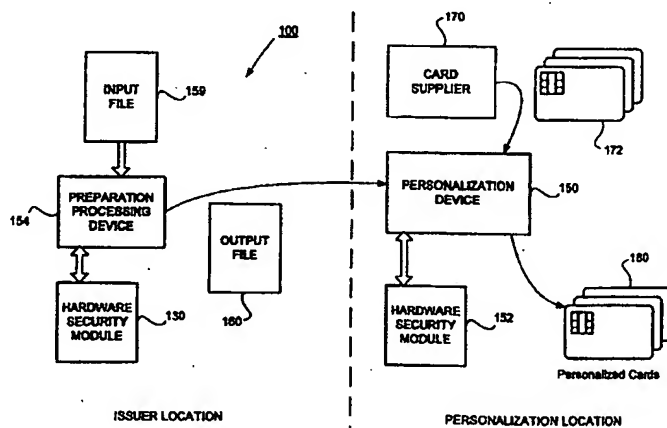 100
INPUT
FILE
159
PREPARATION
PROCESSING
DEVICE
154
OUTPUT
FILE
160
HARDWARE
SECURITY
MODULE
130
ISSUER LOCATION
170
CARD
SUPPLIER
172
PERSONALIZATION
DEVICE
150
HARDWARE
SECURITY
MODULE
152
180
Personalized Cards
PERSONALIZATION LOCATION